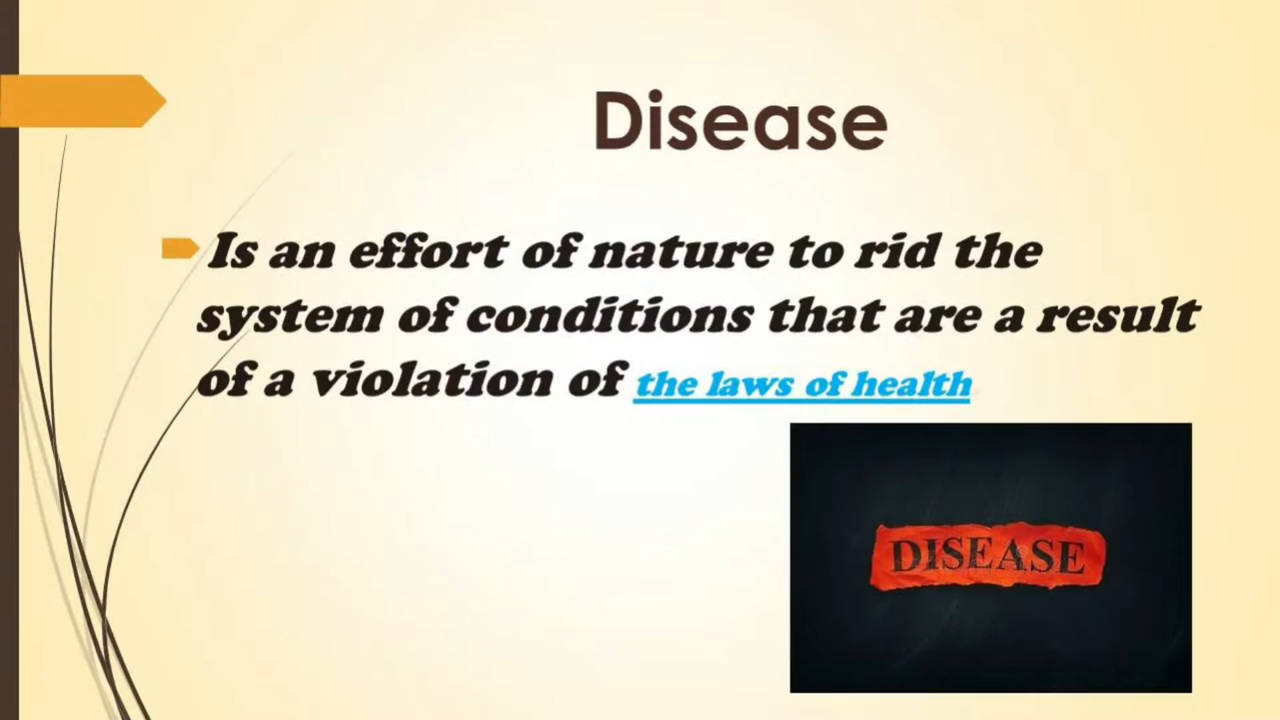 Disease
Is an effort of nature to rid the
system of conditions that are a result
of a violation of the laws of health
DISEASE